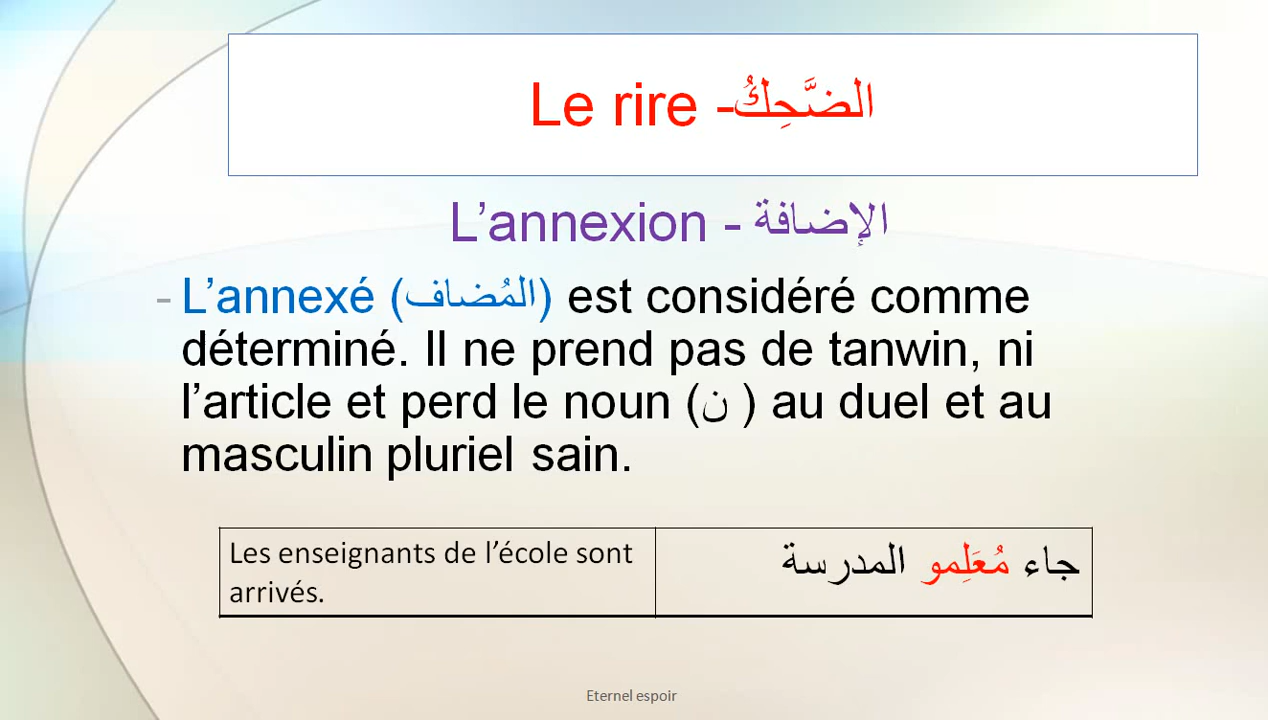 Le rire -الضَّحِكُ
L’annexion - الإضافة
- L’annexé (المُضاف) est considéré comme
déterminé. Il ne prend pas de tanwin, ni
l’article et perd le noun (ن ) au duel et au
masculin pluriel sain.
Les enseignants de l’école sont
arrivés.
جاء مُعَلِمو المدرسة
Eternel espoir